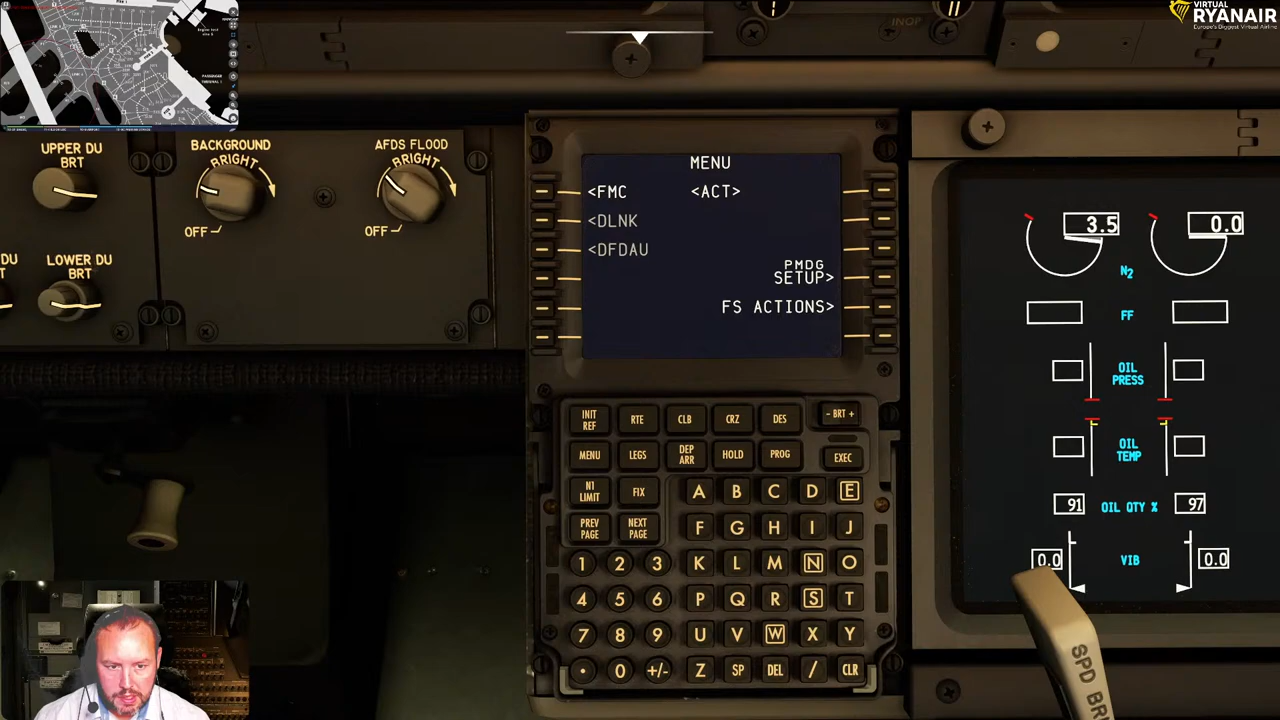 VIRTUAL
RYANAIR
Europe's Biggest Virtual Airline
INOP
UPPER DU
BRT
BACKGROUND
BRIGHT
OFF
AFDS FLOOD
BRIGHT
OFF
LOWER DU
BRT
DU
MENU
<FMC <ACT>
<DLNK
<DFDAU
PMDG
SETUP>
FS ACTIONS>
INIT
REF
RTE
CLB
CRZ
DES
- BRT +
MENU
LEGS
DEP
ARR
HOLD
PROG
EXEC
N1
LIMIT
FIX
A B C D E
PREV
PAGE
NEXT
PAGE
F G H I J
1 2 3 K L M N O
4 5 6 P Q R S T
7 8 9 U V W X Y
. 0 +/- Z SP DEL / CLR
3.5 0.0
N2
FF
OIL
PRESS
OIL
TEMP
91 OIL QTY % 97
0.0 VIB 0.0
SPD BR